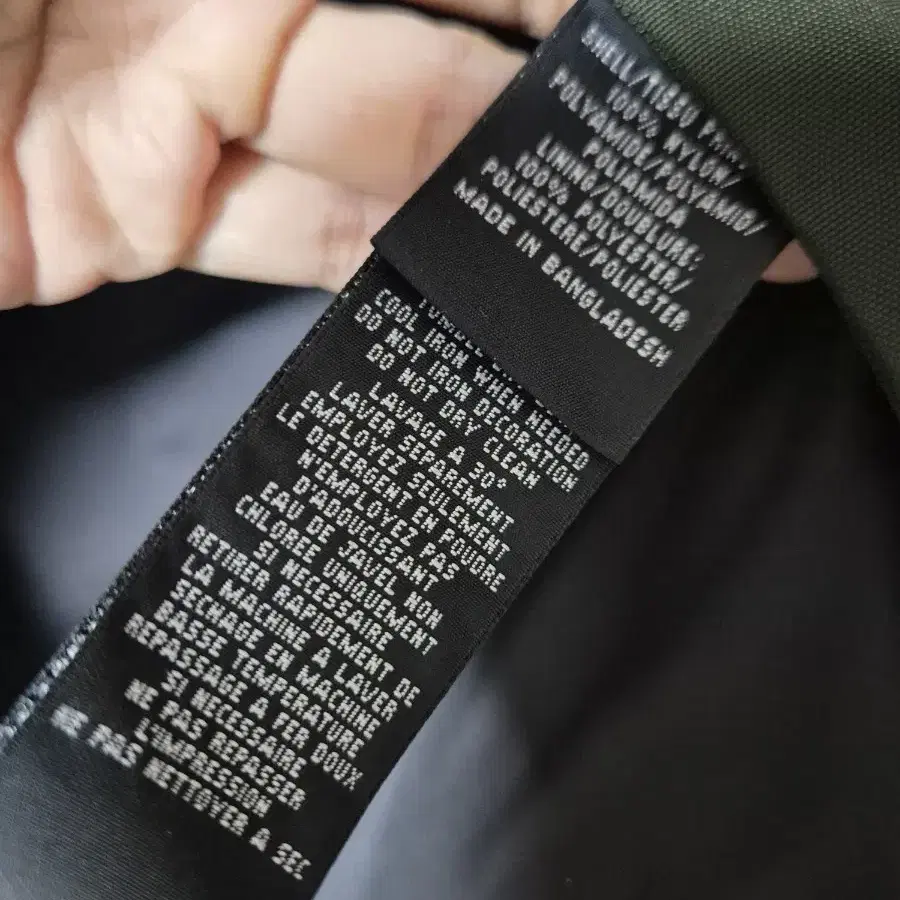 100% NYLON/
POLYAMIDE/POLYAMID/
POLIAMIDA
LINING/DOUBLURE:
100% POLYESTER/
POLIESTERE/POLIESTER
MADE IN BANGLADESH
COOL IRON WHEN NEEDED
DO NOT IRON DECORATION
DO NOT DRY CLEAN
LAVAGE A 30°
LAVER SEPAREMENT
EMPLOYEZ SEULEMENT
LE DETERGENT EN POUDRE
N'EMPLOYEZ PAS
D'ADOUCISSANT
EAU DE JAVEL NON
CHLOREE UNIQUEMENT
SI NECESSAIRE
RETIRER RAPIDEMENT DE
LA MACHINE A LAVER
SECHAGE EN MACHINE
BASSE TEMPERATURE
REPASSAGE A FER DOUX
SI NECESSAIRE
NE PAS REPASSER
L'IMPRESSION
NE PAS NETTOYER A SEC